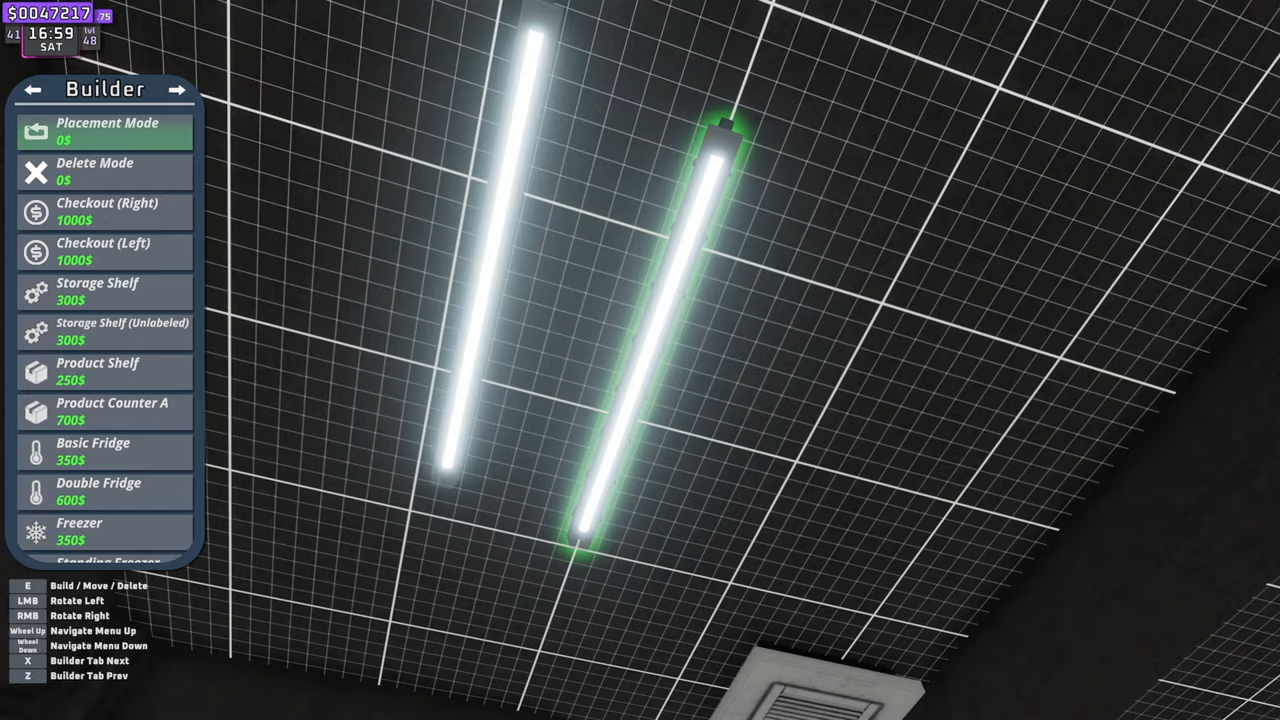 $0047217.75
41 16:59 lvl 48
SAT
Builder
Placement Mode
0$
Delete Mode
0$
Checkout (Right)
1000$
Checkout (Left)
1000$
Storage Shelf
300$
Storage Shelf (Unlabeled)
300$
Product Shelf
250$
Product Counter A
700$
Basic Fridge
350$
Double Fridge
600$
Freezer
350$
Standing Freezer
E Build / Move / Delete
LMB Rotate Left
RMB Rotate Right
Wheel Up Navigate Menu Up
Wheel Down Navigate Menu Down
X Builder Tab Next
Z Builder Tab Prev